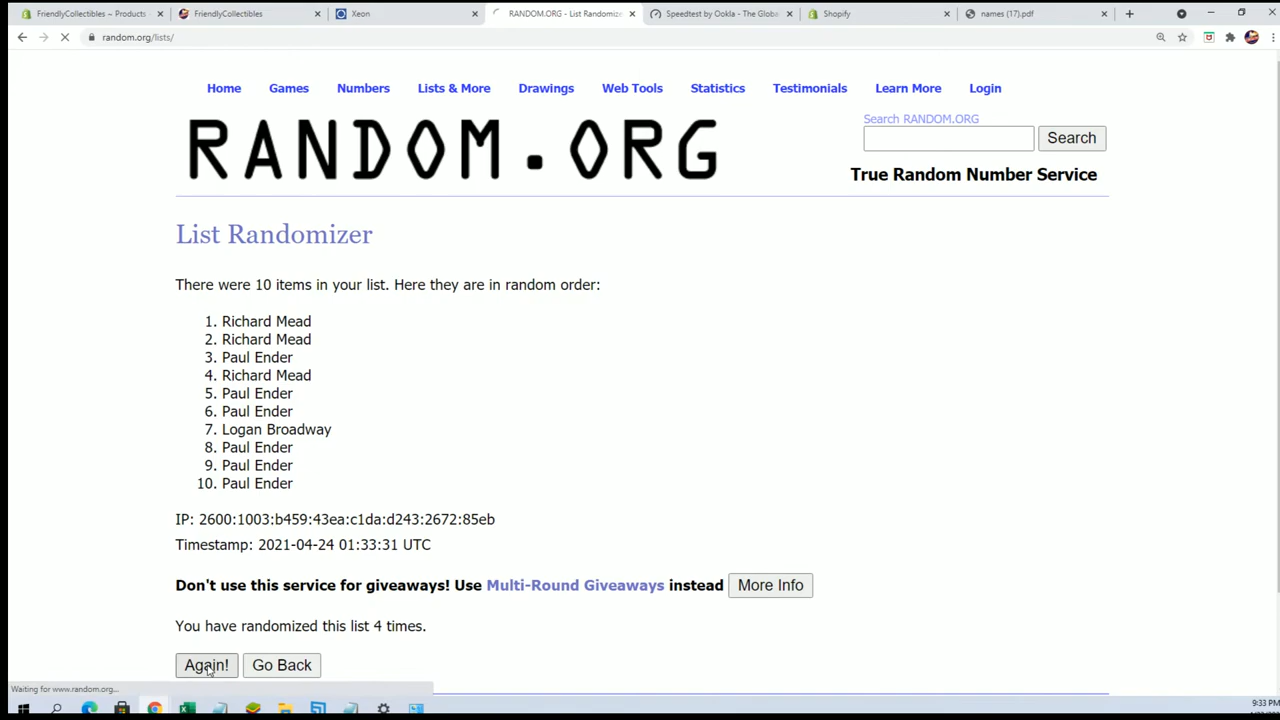 FriendlyCollectibles ~ Products
FriendlyCollectibles
Xeon
RANDOM.ORG - List Randomize
Speedtest by Ookla - The Globa
Shopify
names (17).pdf
random.org/lists/
Home Games Numbers Lists & More Drawings Web Tools Statistics Testimonials Learn More Login
RANDOM.ORG
Search RANDOM.ORG
Search
True Random Number Service
List Randomizer
There were 10 items in your list. Here they are in random order:
1. Richard Mead
2. Richard Mead
3. Paul Ender
4. Richard Mead
5. Paul Ender
6. Paul Ender
7. Logan Broadway
8. Paul Ender
9. Paul Ender
10. Paul Ender
IP: 2600:1003:b459:43ea:c1da:d243:2672:85eb
Timestamp: 2021-04-24 01:33:31 UTC
Don't use this service for giveaways! Use Multi-Round Giveaways instead More Info
You have randomized this list 4 times.
Again! Go Back
Waiting for www.random.org...
9:33 PM